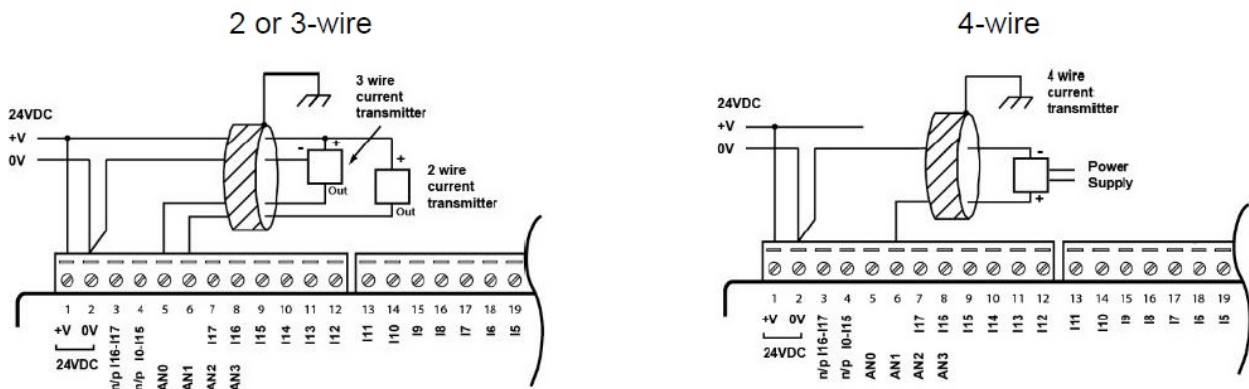 2 or 3-wire
3 wire
current
transmitter
24VDC
+V
0V
-
+
Out
+
2 wire
current
transmitter
Out
1 2 3 4 5 6 7 8 9 10 11 12 13 14 15 16 17 18 19
+V 0V n/p I16-I17 n/p I0-I15 I17 I16 I15 I14 I13 I12 I11 I10 I9 I8 I7 I6 I5
24VDC
AN0 AN1 AN2 AN3
4-wire
4 wire
current
transmitter
24VDC
+V
0V
-
+
Power
Supply
1 2 3 4 5 6 7 8 9 10 11 12 13 14 15 16 17 18 19
+V 0V n/p I16-I17 n/p I0-I15 I17 I16 I15 I14 I13 I12 I11 I10 I9 I8 I7 I6 I5
24VDC
AN0 AN1 AN2 AN3